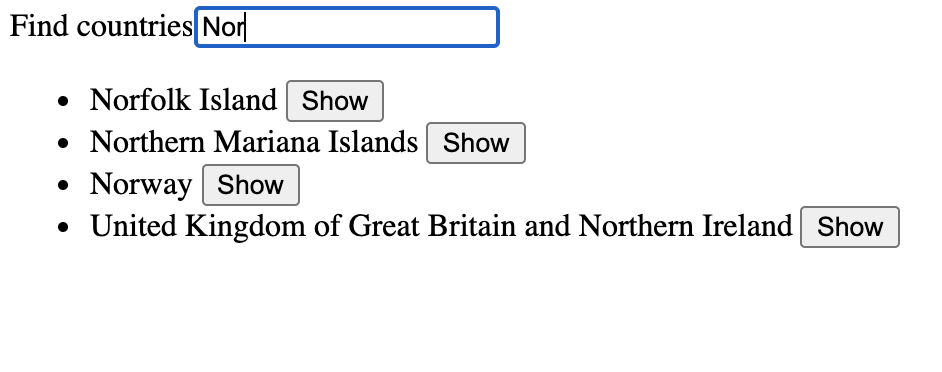 Find countries Nor
Norfolk Island Show
Northern Mariana Islands Show
Norway Show
United Kingdom of Great Britain and Northern Ireland Show